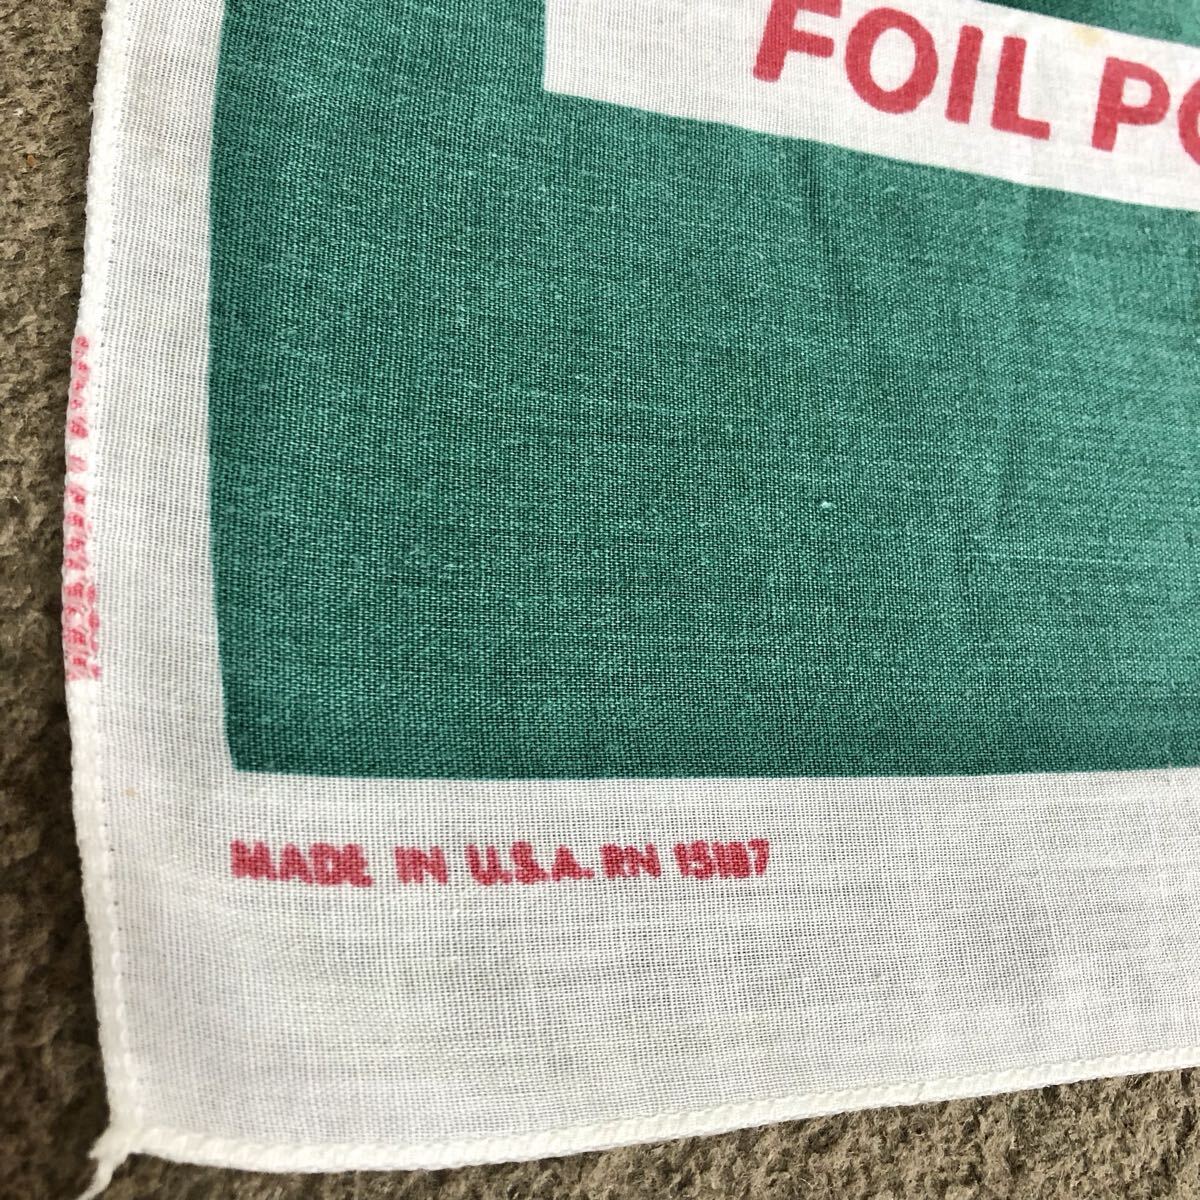 FOIL PO
MADE IN U.S.A. RN 15187